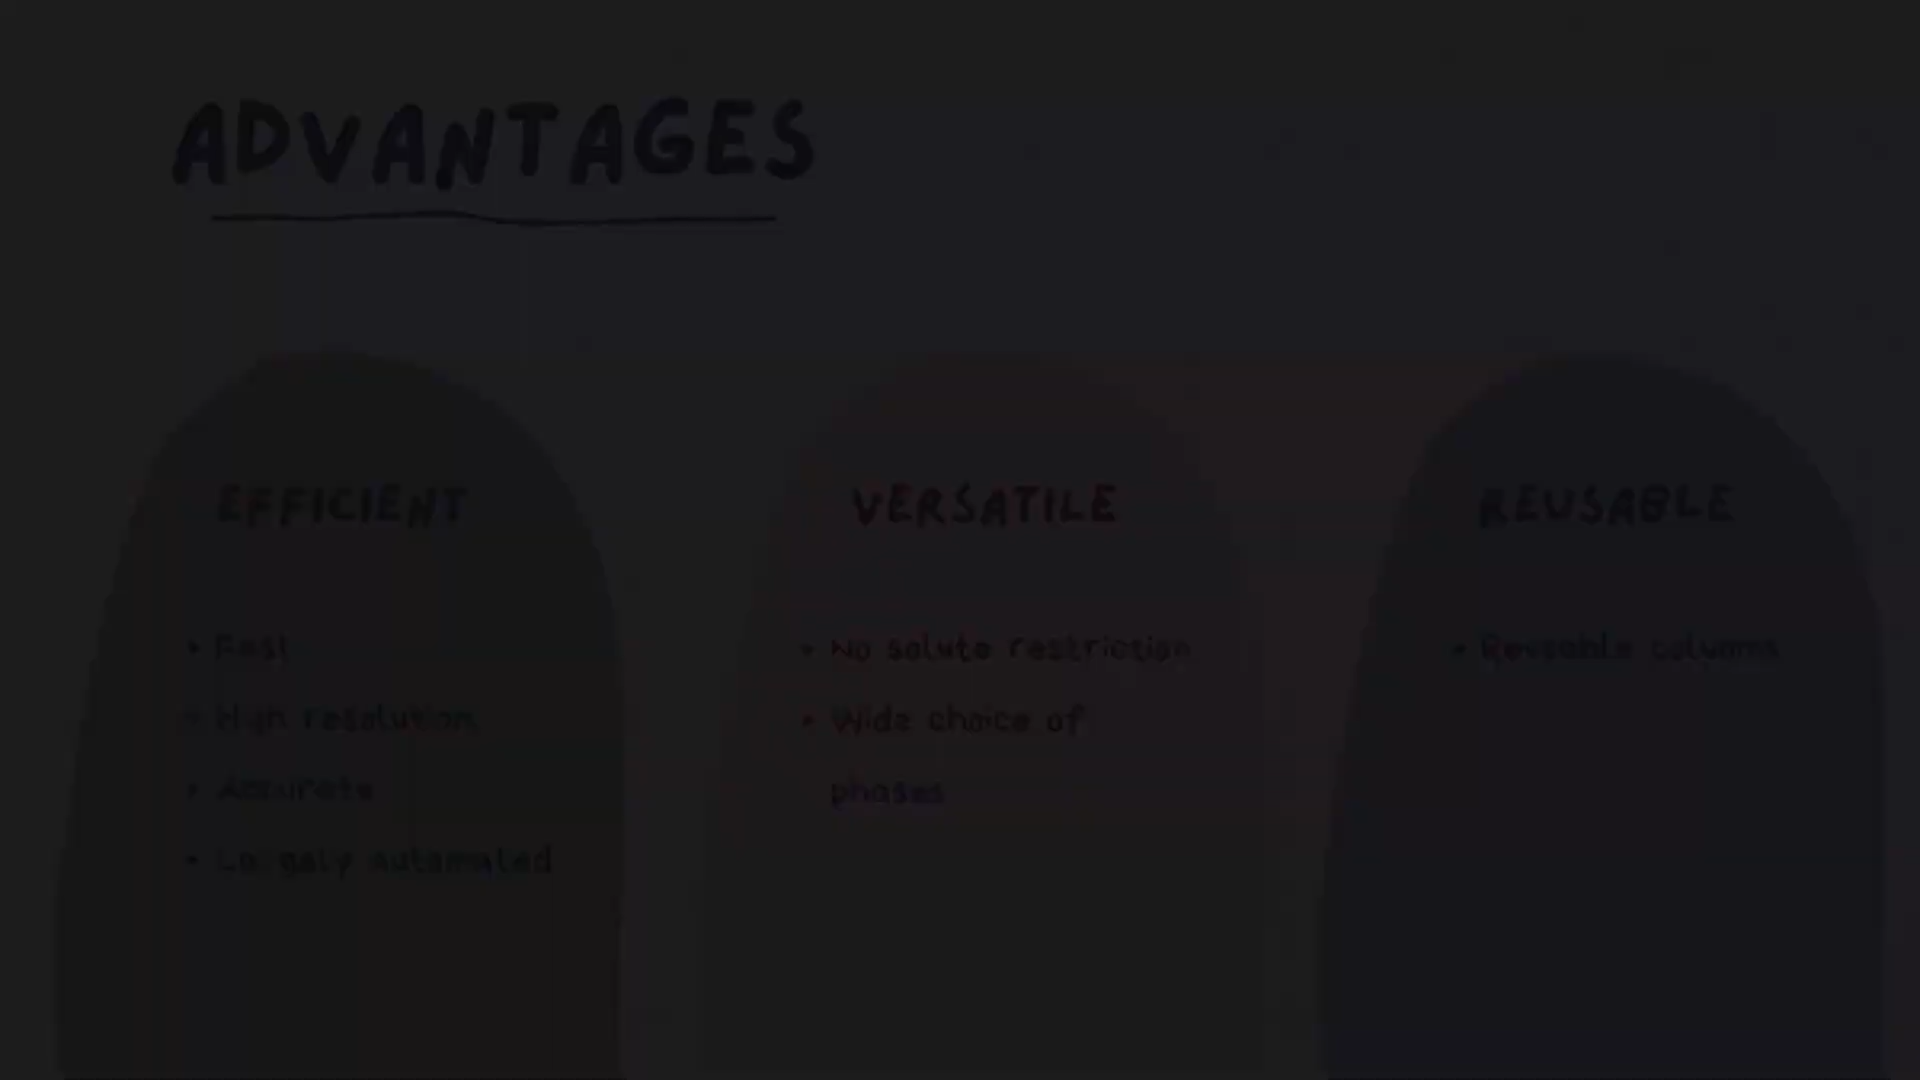 ADVANTAGES
EFFICIENT
• Fast
• High resolution
• Accurate
• Largely automated
VERSATILE
• No solute restriction
• Wide choice of
phases
REUSABLE
• Reusable columns